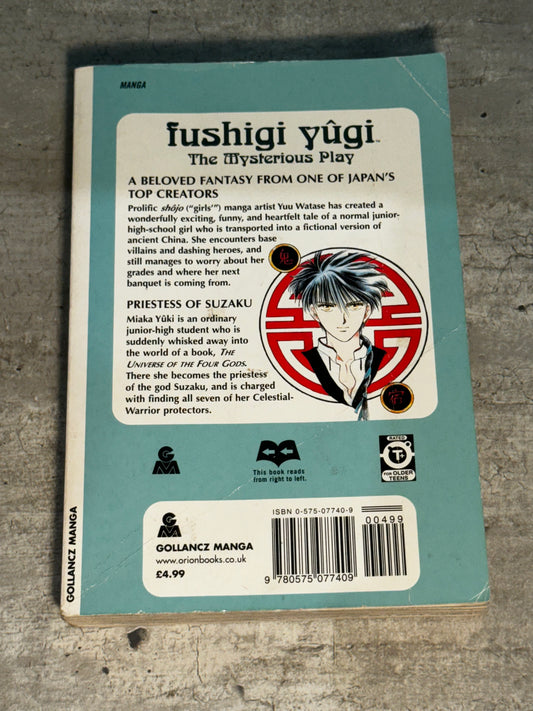 MANGA
fushigi yûgi™
The Mysterious Play
A BELOVED FANTASY FROM ONE OF JAPAN'S
TOP CREATORS
Prolific shôjo ("girls'") manga artist Yuu Watase has created a
wonderfully exciting, funny, and heartfelt tale of a normal junior-
high-school girl who is transported into a fictional version of
ancient China. She encounters base
villains and dashing heroes, and
still manages to worry about her
grades and where her next
banquet is coming from.
鬼
PRIESTESS OF SUZAKU
Miaka Yûki is an ordinary
junior-high student who is
suddenly whisked away into
the world of a book, THE
UNIVERSE OF THE FOUR GODS.
There she becomes the priestess
of the god Suzaku, and is charged
with finding all seven of her Celestial-
Warrior protectors.
宿
GM
This book reads
from right to left.
RATED
T+
FOR OLDER
TEENS
GM
GOLLANCZ MANGA
www.orionbooks.co.uk
£4.99
ISBN 0-575-07740-9
00499
9 780575 077409
GOLLANCZ MANGA